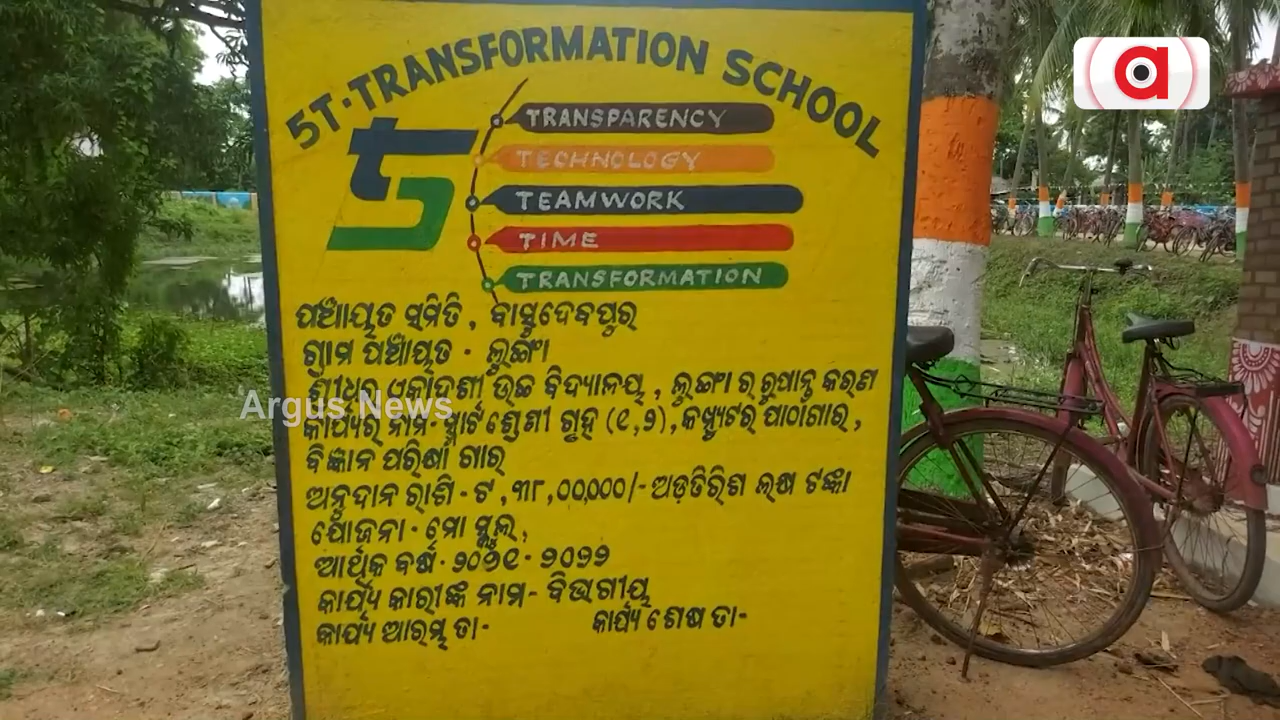 5T-TRANSFORMATION SCHOOL
5T
TRANSPARENCY
TECHNOLOGY
TEAMWORK
TIME
TRANSFORMATION
ପଞ୍ଚାୟତ ସମିତି, ବାସୁଦେବପୁର
ଗ୍ରାମ ପଞ୍ଚାୟତ - ଲୁଙ୍ଗା
ଶ୍ରୀଧର ଏକାଦଶୀ ଉଚ୍ଚ ବିଦ୍ୟାଳୟ, ଲୁଙ୍ଗା ର ରୁପାନ୍ତ କରଣ
କାର୍ଯ୍ୟର ନାମ- ସ୍ମାର୍ଟ ଶ୍ରେଣୀ ଗୃହ (୧,୨), କମ୍ପ୍ୟୁଟର ପାଠାଗାର,
ବିଜ୍ଞାନ ପରିକ୍ଷା ଗାର
ଅନୁଦାନ ରାଶି - ଟ ,୩୮,୦୦,୦୦୦/- ଅଡ଼ତିରିଶ ଲକ୍ଷ ଟଙ୍କା
ଯୋଜନା - ମୋ ସ୍କୁଲ,
ଆର୍ଥିକ ବର୍ଷ - ୨୦୨୧ - ୨୦୨୨
କାର୍ଯ୍ୟ କାରୀଙ୍କ ନାମ - ବିଭାଗୀୟ
କାର୍ଯ୍ୟ ଆରମ୍ଭ ତା- କାର୍ଯ୍ୟ ଶେଷ ତା-
Argus News
a